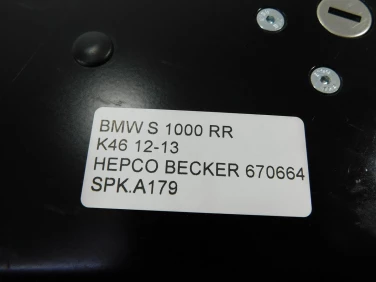 BMW S 1000 RR
K46 12-13
HEPCO BECKER 670664
SPK.A179